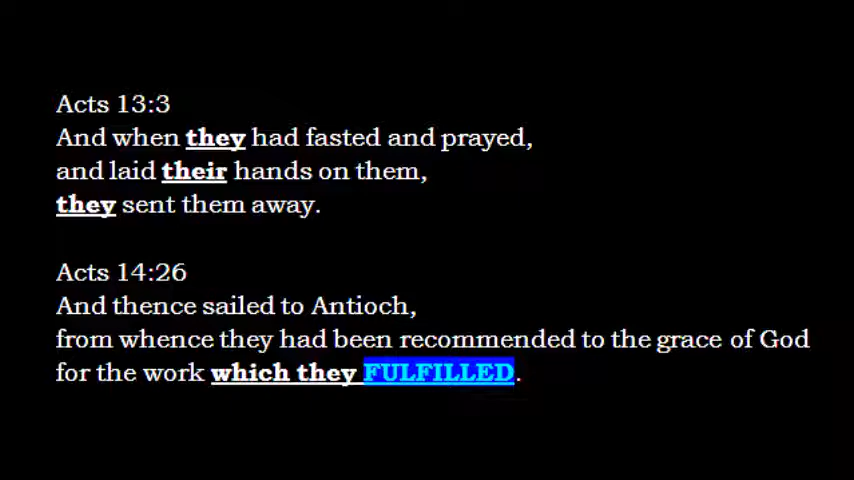 Acts 13:3
And when they had fasted and prayed,
and laid their hands on them,
they sent them away.
Acts 14:26
And thence sailed to Antioch,
from whence they had been recommended to the grace of God
for the work which they FULFILLED.